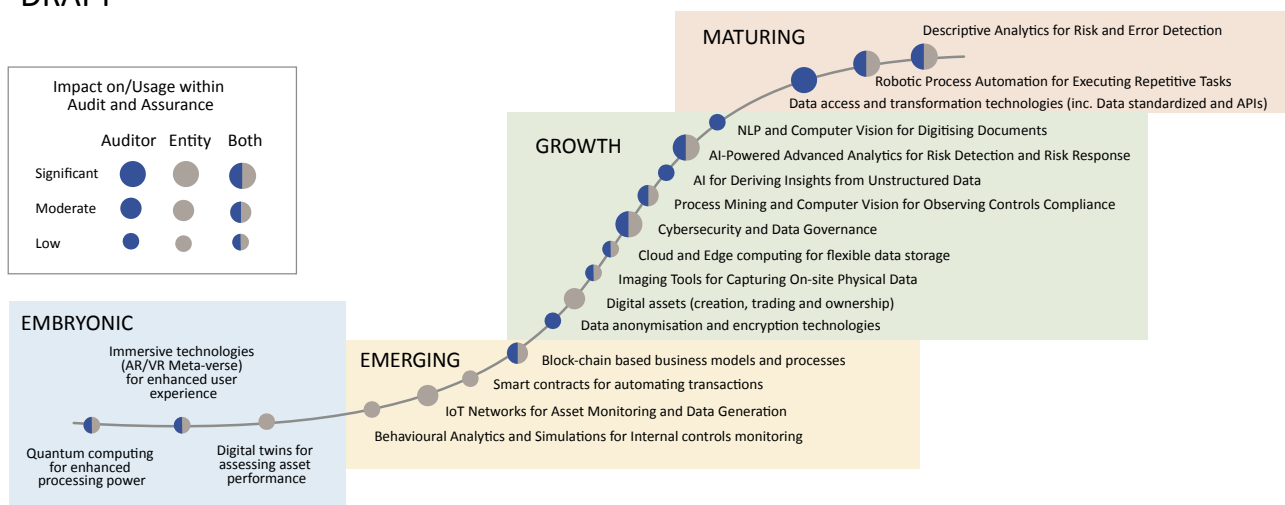 DRAFT
Impact on/Usage within
Audit and Assurance
Auditor Entity Both
Significant
Moderate
Low
MATURING
Descriptive Analytics for Risk and Error Detection
Robotic Process Automation for Executing Repetitive Tasks
Data access and transformation technologies (inc. Data standardized and APIs)
GROWTH
NLP and Computer Vision for Digitising Documents
AI-Powered Advanced Analytics for Risk Detection and Risk Response
AI for Deriving Insights from Unstructured Data
Process Mining and Computer Vision for Observing Controls Compliance
Cybersecurity and Data Governance
Cloud and Edge computing for flexible data storage
Imaging Tools for Capturing On-site Physical Data
Digital assets (creation, trading and ownership)
Data anonymisation and encryption technologies
EMERGING
Block-chain based business models and processes
Smart contracts for automating transactions
IoT Networks for Asset Monitoring and Data Generation
Behavioural Analytics and Simulations for Internal controls monitoring
EMBRYONIC
Immersive technologies
(AR/VR Meta-verse)
for enhanced user
experience
Quantum computing
for enhanced
processing power
Digital twins for
assessing asset
performance